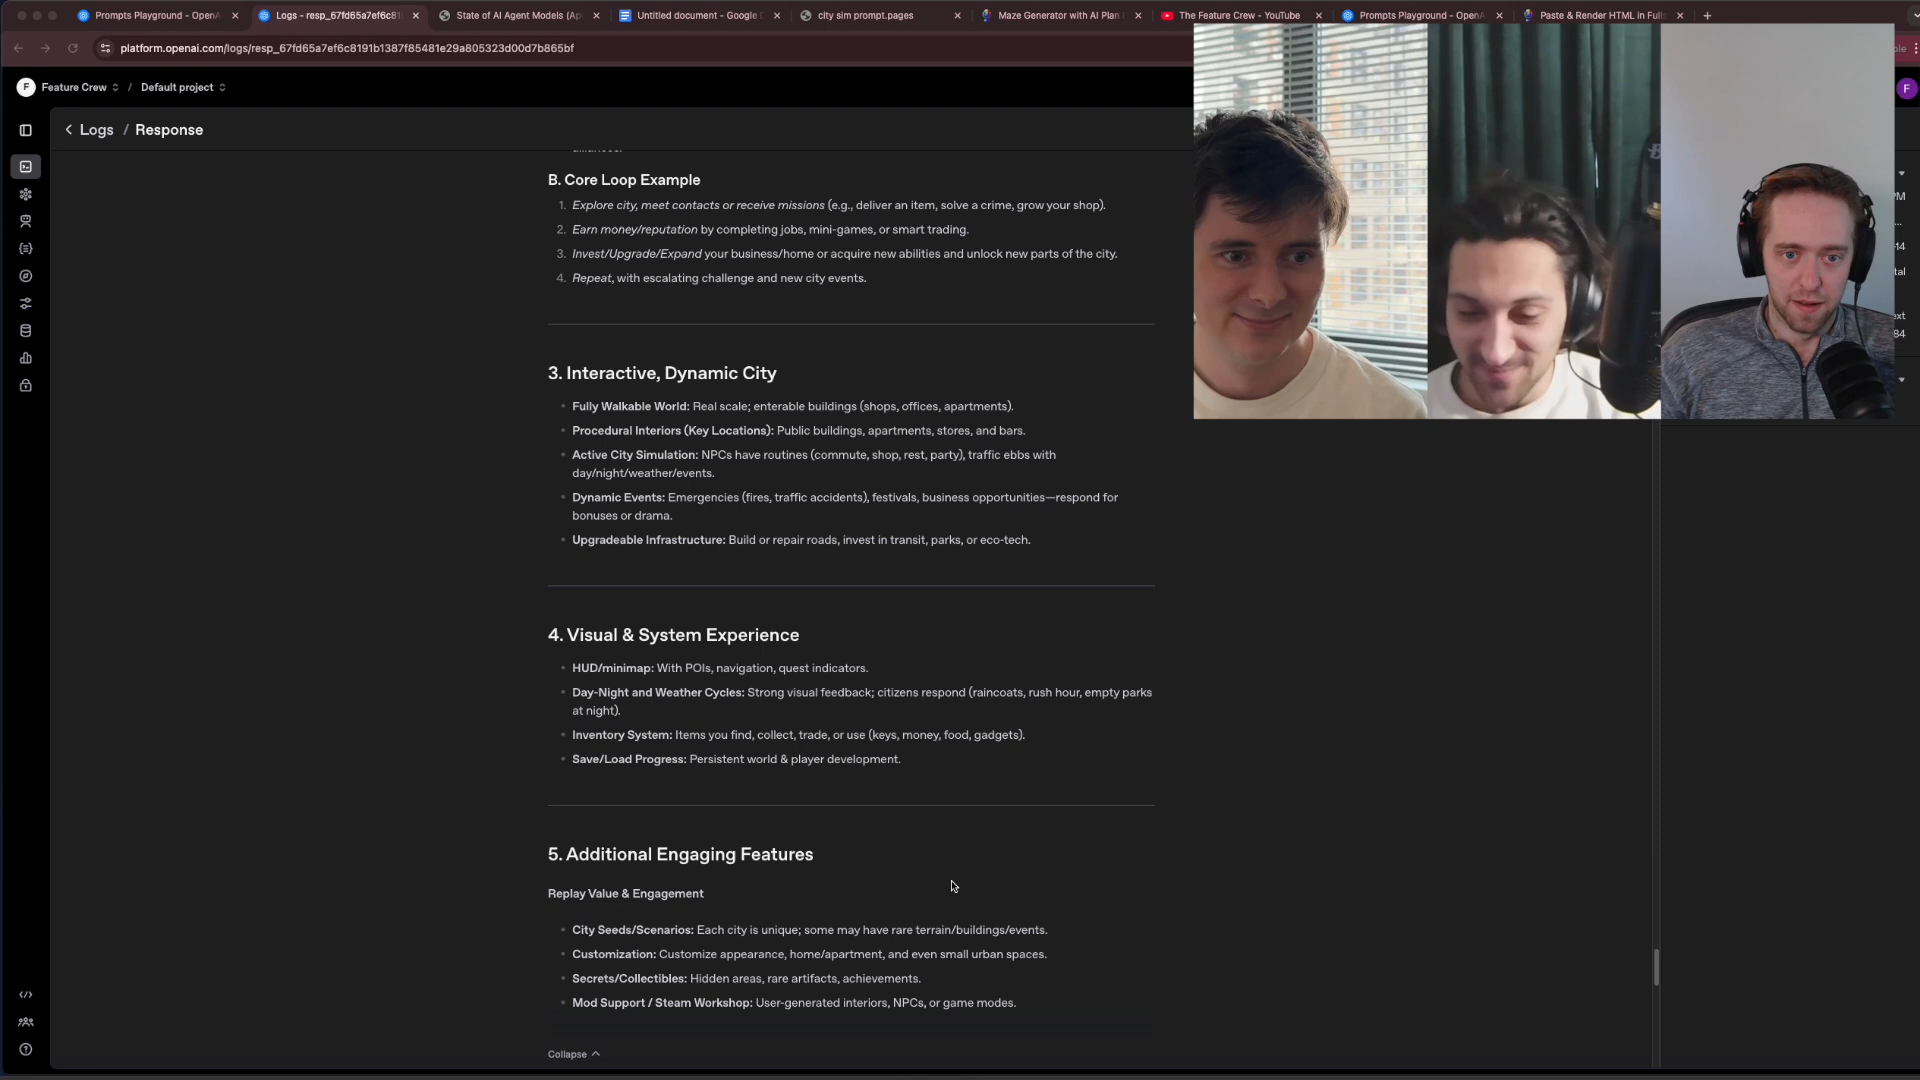 Prompts Playground - OpenA
Logs - resp_67fd65a7ef6c81
State of AI Agent Models (Ap
Untitled document - Google
city sim prompt.pages
Maze Generator with AI Plan
The Feature Crew - YouTube
Prompts Playground - OpenA
Paste & Render HTML in Full
platform.openai.com/logs/resp_67fd65a7ef6c8191b1387f85481e29a805323d00d7b865bf
F Feature Crew / Default project
F
Logs / Response
B. Core Loop Example
1. Explore city, meet contacts or receive missions (e.g., deliver an item, solve a crime, grow your shop).
2. Earn money/reputation by completing jobs, mini-games, or smart trading.
3. Invest/Upgrade/Expand your business/home or acquire new abilities and unlock new parts of the city.
4. Repeat, with escalating challenge and new city events.
3. Interactive, Dynamic City
Fully Walkable World: Real scale; enterable buildings (shops, offices, apartments).
Procedural Interiors (Key Locations): Public buildings, apartments, stores, and bars.
Active City Simulation: NPCs have routines (commute, shop, rest, party), traffic ebbs with
day/night/weather/events.
Dynamic Events: Emergencies (fires, traffic accidents), festivals, business opportunities—respond for
bonuses or drama.
Upgradeable Infrastructure: Build or repair roads, invest in transit, parks, or eco-tech.
4. Visual & System Experience
HUD/minimap: With POIs, navigation, quest indicators.
Day-Night and Weather Cycles: Strong visual feedback; citizens respond (raincoats, rush hour, empty parks
at night).
Inventory System: Items you find, collect, trade, or use (keys, money, food, gadgets).
Save/Load Progress: Persistent world & player development.
5. Additional Engaging Features
Replay Value & Engagement
City Seeds/Scenarios: Each city is unique; some may have rare terrain/buildings/events.
Customization: Customize appearance, home/apartment, and even small urban spaces.
Secrets/Collectibles: Hidden areas, rare artifacts, achievements.
Mod Support / Steam Workshop: User-generated interiors, NPCs, or game modes.
Collapse